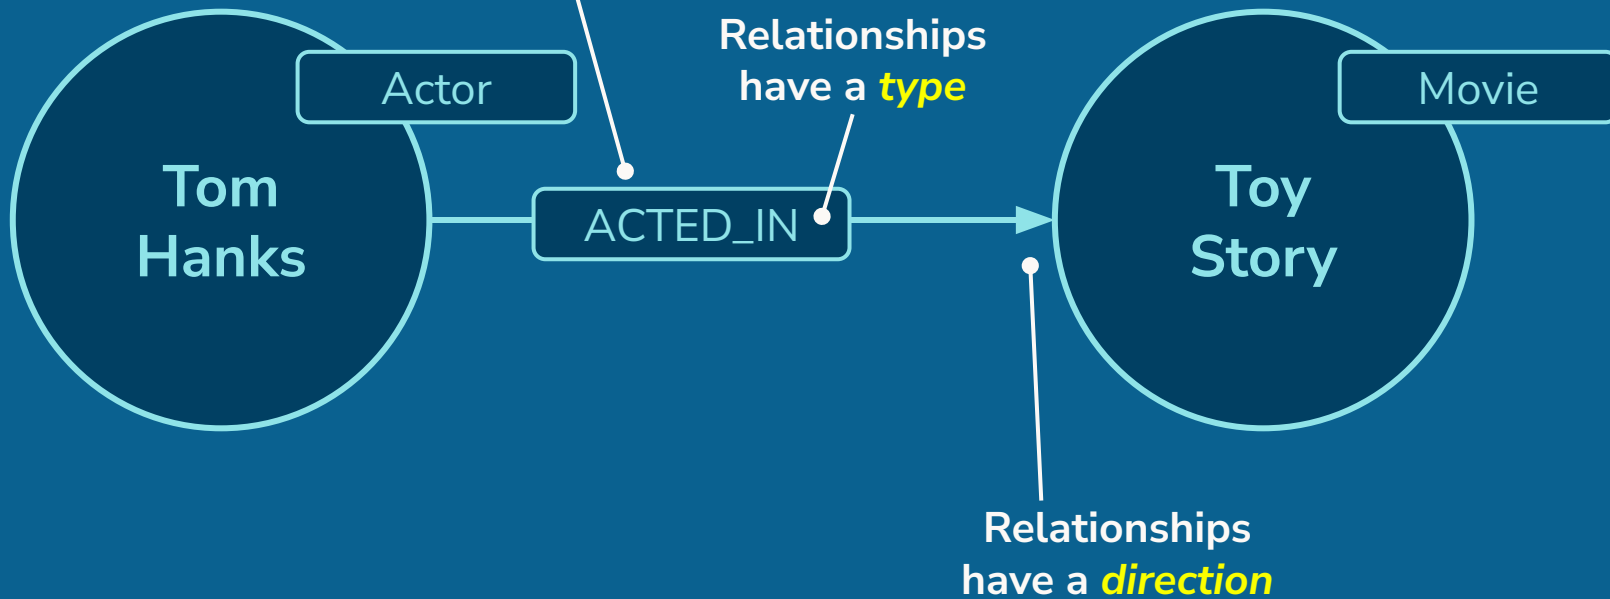 Relationships
have a type
Actor
Movie
Tom
Hanks
ACTED_IN
Toy
Story
Relationships
have a direction